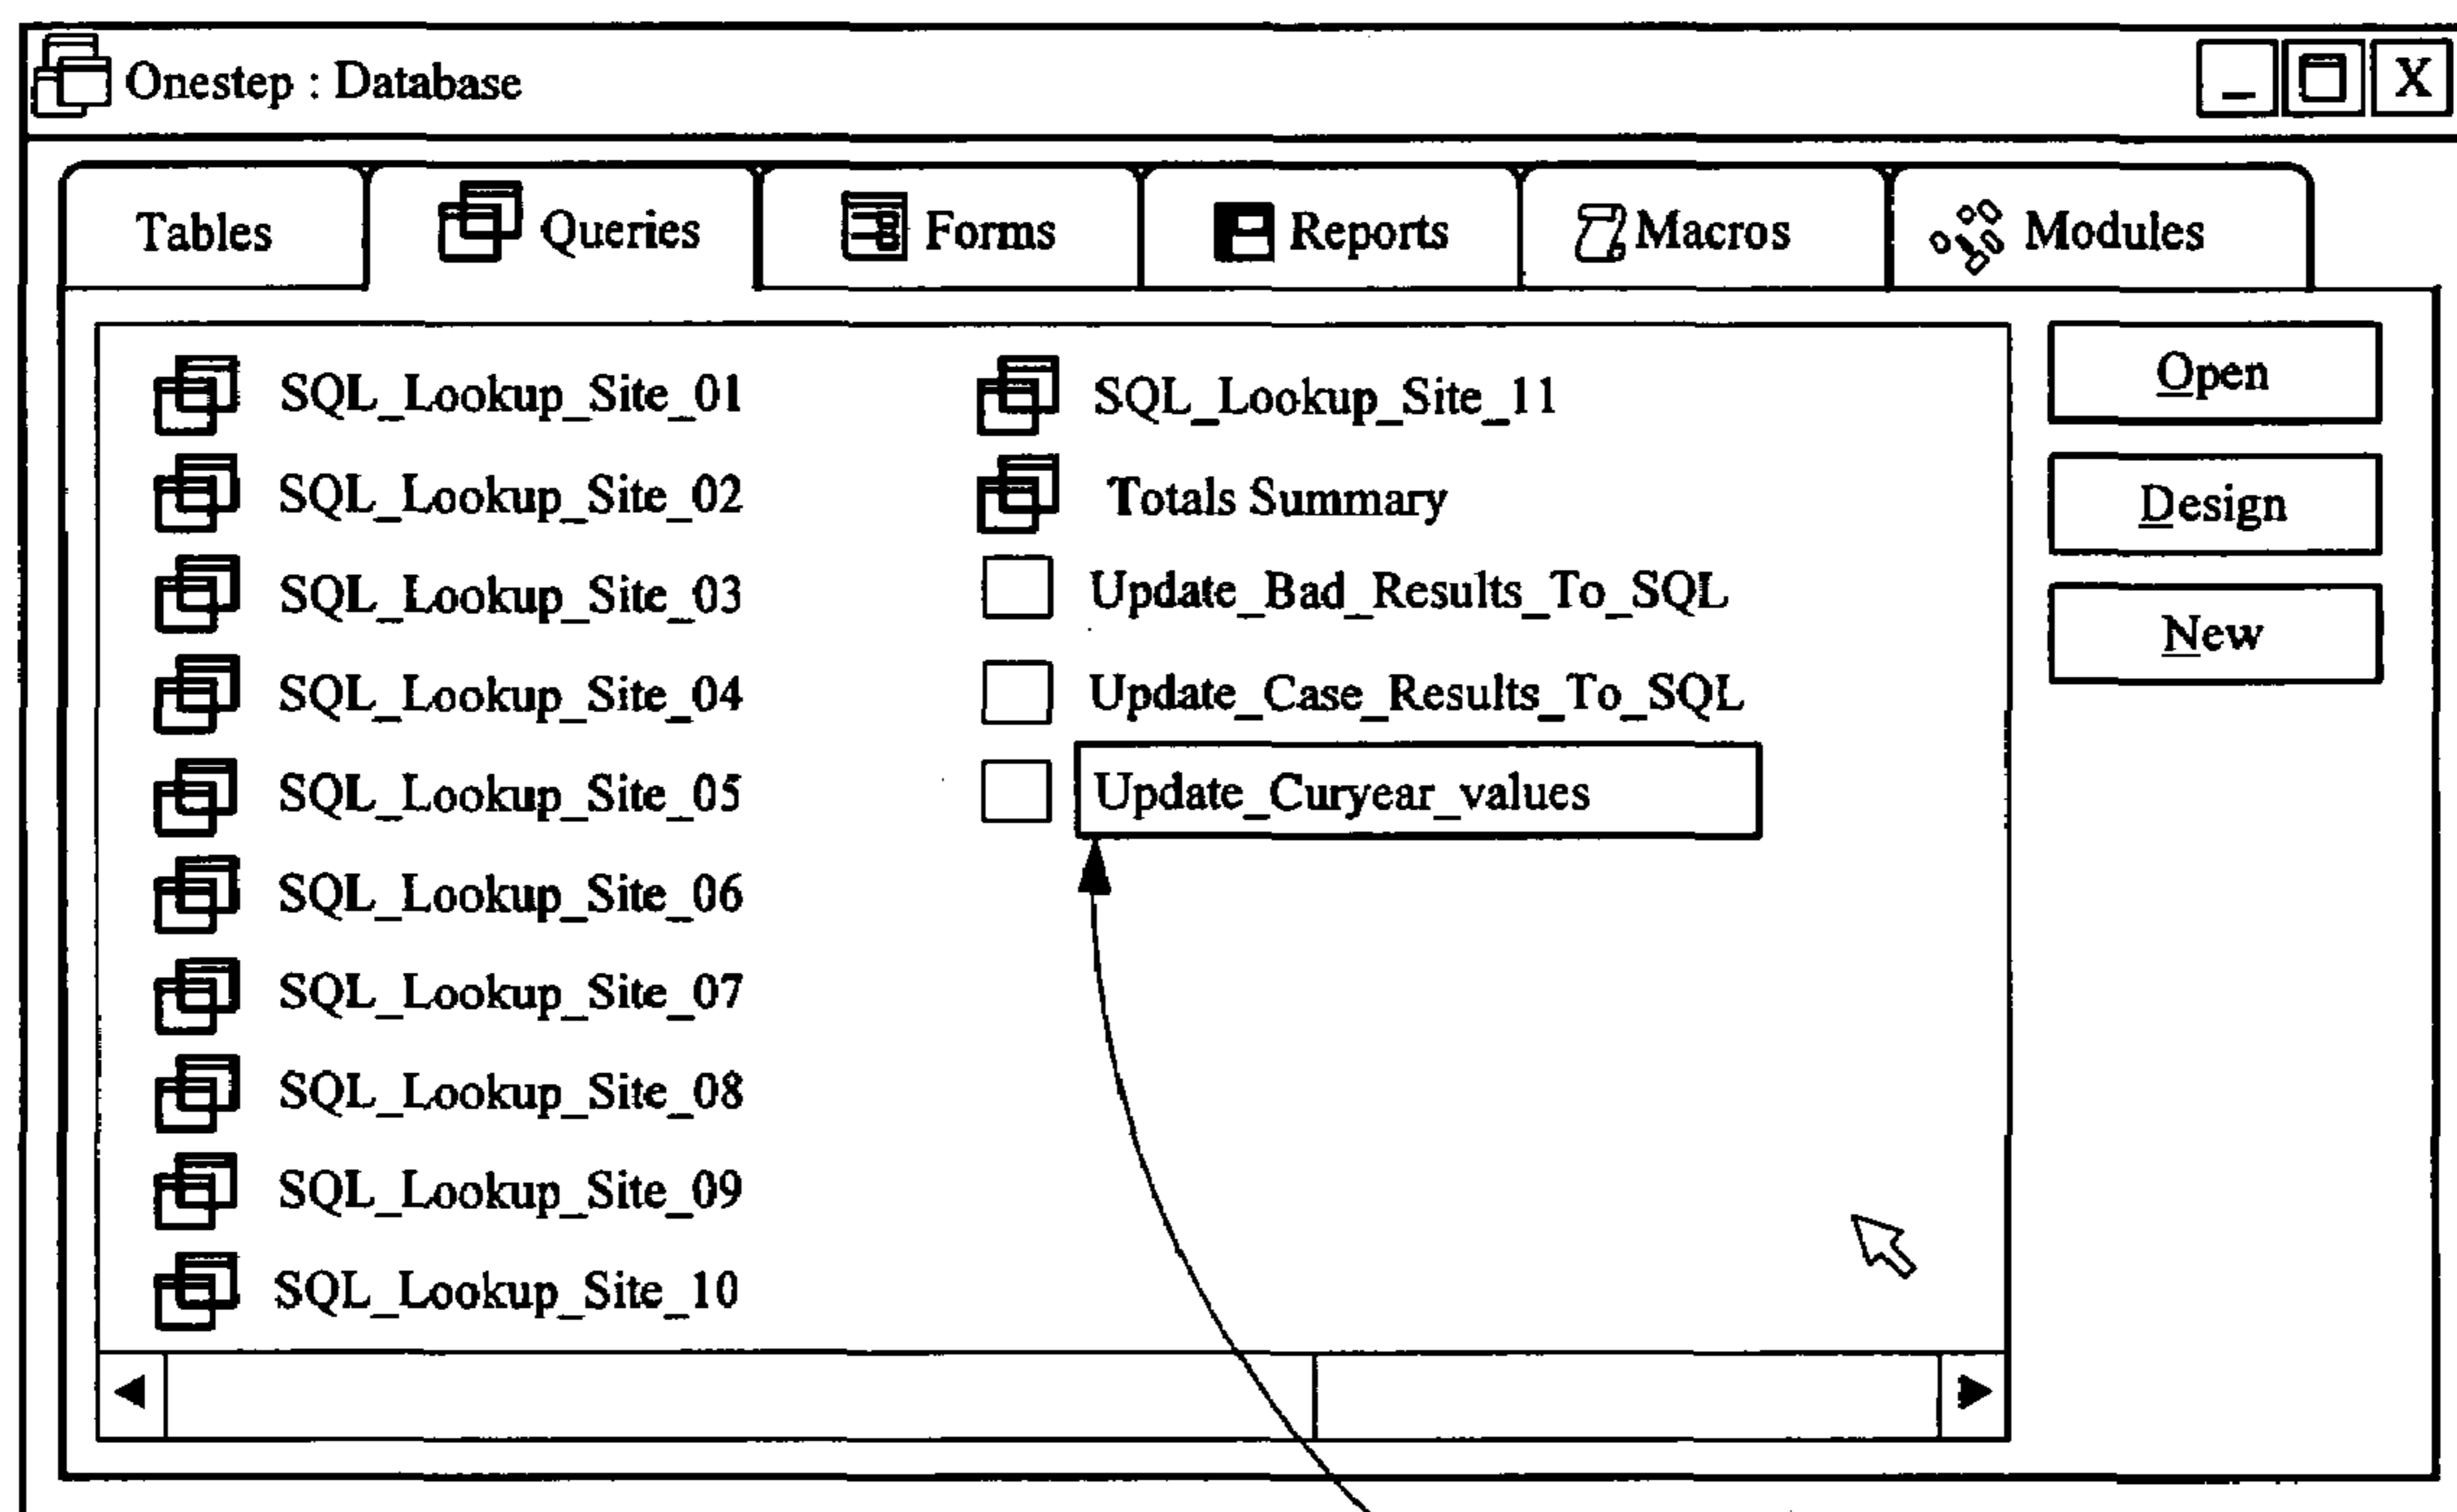 Onestep : Database
X
Tables Queries Forms Reports Macros Modules
SQL_Lookup_Site_01
SQL_Lookup_Site_02
SQL_Lookup_Site_03
SQL_Lookup_Site_04
SQL_Lookup_Site_05
SQL_Lookup_Site_06
SQL_Lookup_Site_07
SQL_Lookup_Site_08
SQL_Lookup_Site_09
SQL_Lookup_Site_10
SQL_Lookup_Site_11
Totals Summary
Update_Bad_Results_To_SQL
Update_Case_Results_To_SQL
Update_Curyear_values
Open
Design
New